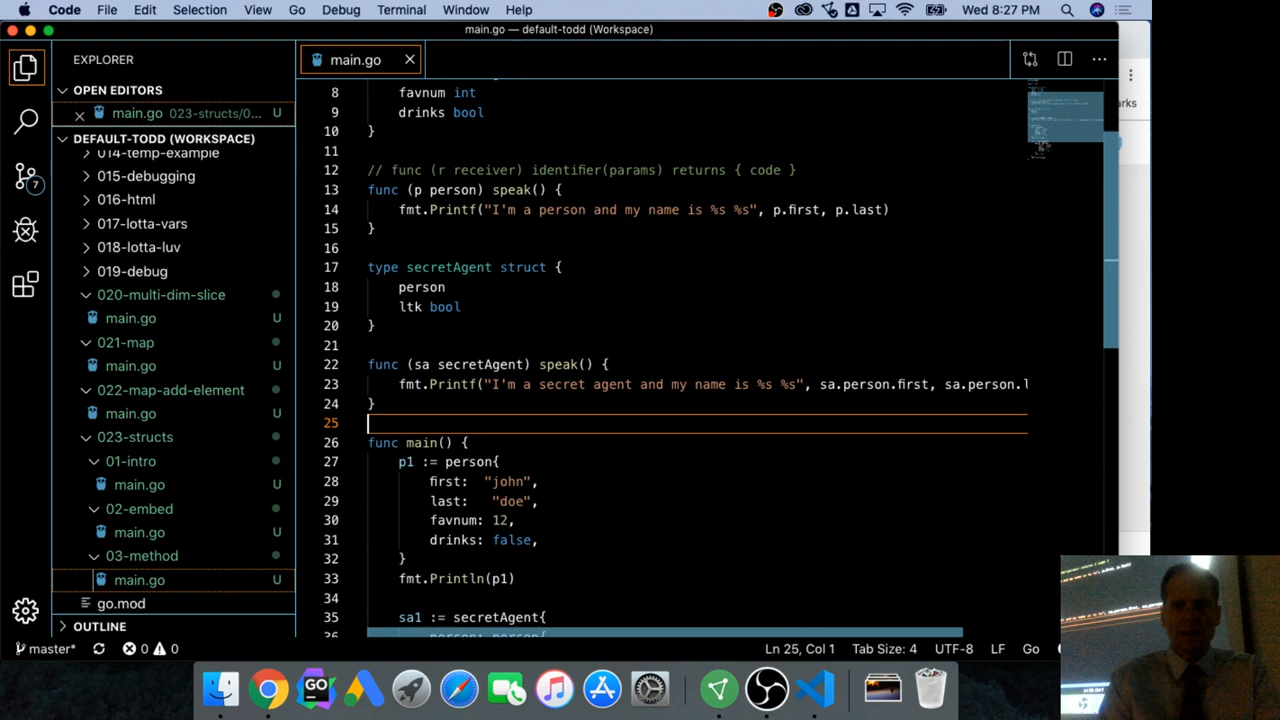 Code File Edit Selection View Go Debug Terminal Window Help Wed 8:27 PM
main.go — default-todd (Workspace)
EXPLORER
OPEN EDITORS
main.go 023-structs/0... U
DEFAULT-TODD (WORKSPACE)
014-temp-example
015-debugging
016-html
017-lotta-vars
018-lotta-luv
019-debug
020-multi-dim-slice
main.go U
021-map
main.go U
022-map-add-element
main.go U
023-structs
01-intro
main.go U
02-embed
main.go U
03-method
main.go U
go.mod
OUTLINE
7
main.go
8 favnum int
9 drinks bool
10 }
11
12 // func (r receiver) identifier(params) returns { code }
13 func (p person) speak() {
14 fmt.Printf("I'm a person and my name is %s %s", p.first, p.last)
15 }
16
17 type secretAgent struct {
18 person
19 ltk bool
20 }
21
22 func (sa secretAgent) speak() {
23 fmt.Printf("I'm a secret agent and my name is %s %s", sa.person.first, sa.person.l
24 }
25
26 func main() {
27 p1 := person{
28 first: "john",
29 last: "doe",
30 favnum: 12,
31 drinks: false,
32 }
33 fmt.Println(p1)
34
35 sa1 := secretAgent{
36 person: person{
arks
master* 0 0 Ln 25, Col 1 Tab Size: 4 UTF-8 LF Go
GO